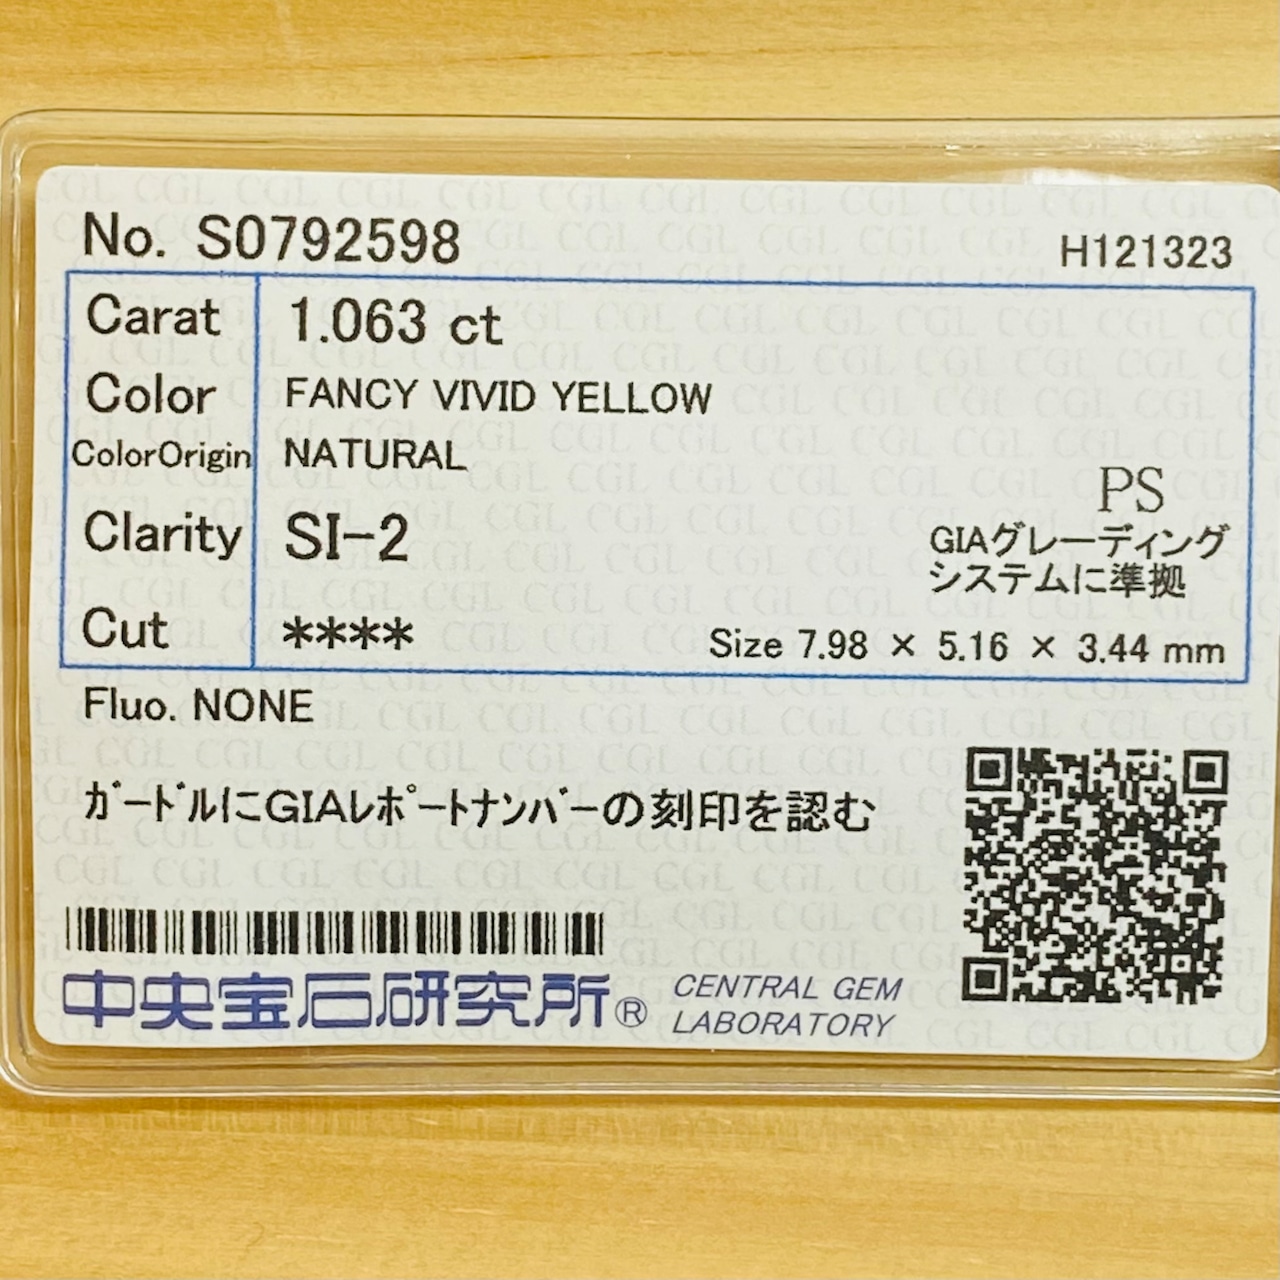 No. S0792598
H121323
Carat 1.063 ct
Color FANCY VIVID YELLOW
ColorOrigin NATURAL
PS
Clarity SI-2
GIAグレーディング
システムに準拠
Cut ****
Size 7.98 × 5.16 × 3.44 mm
Fluo. NONE
ｶﾞｰﾄﾞﾙにGIAﾚﾎﾟｰﾄﾅﾝﾊﾞｰの刻印を認む
中央宝石研究所®
CENTRAL GEM
LABORATORY